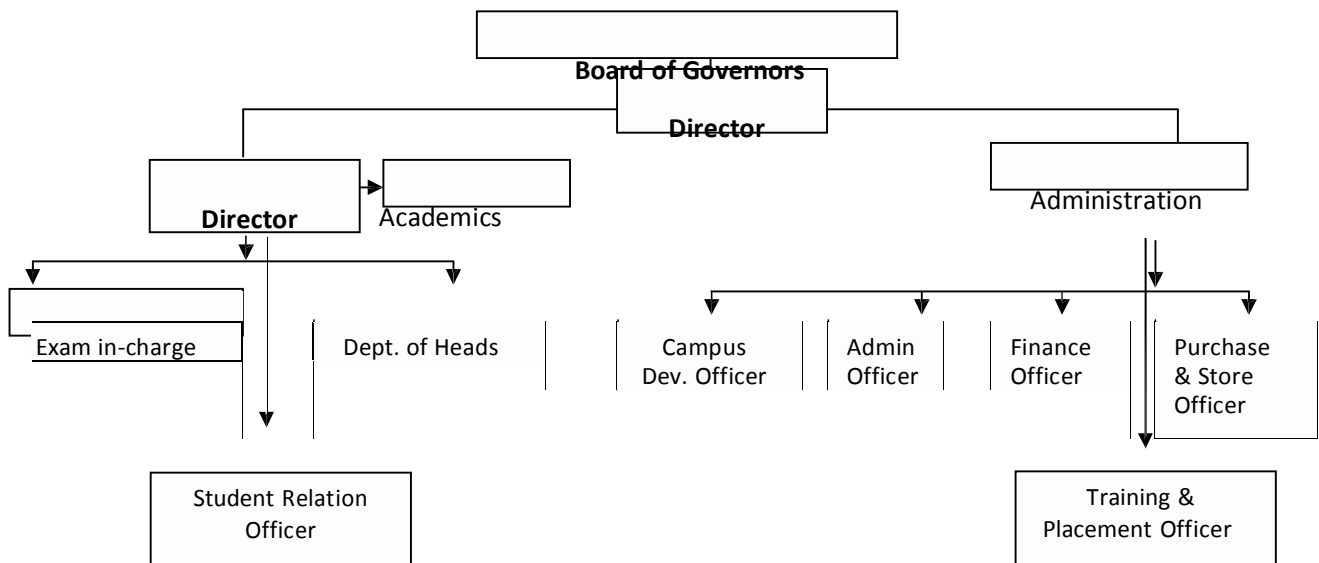 Board of Governors
Director
Director
Academics
Administration
Exam in-charge
Dept. of Heads
Campus
Dev. Officer
Admin
Officer
Finance
Officer
Purchase
& Store
Officer
Student Relation
Officer
Training &
Placement Officer